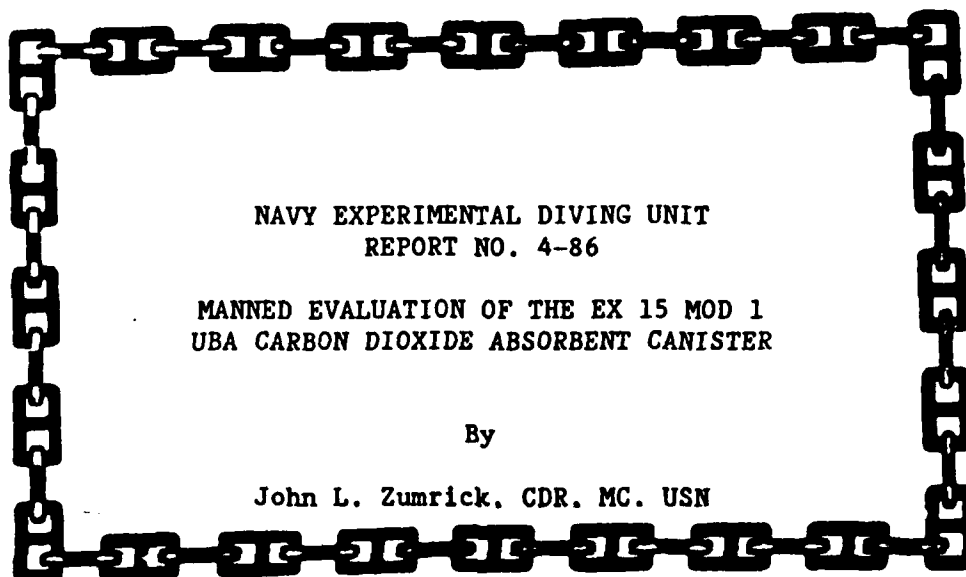 NAVY EXPERIMENTAL DIVING UNIT
REPORT NO. 4-86
MANNED EVALUATION OF THE EX 15 MOD 1
UBA CARBON DIOXIDE ABSORBENT CANISTER
By
John L. Zumrick, CDR, MC, USN